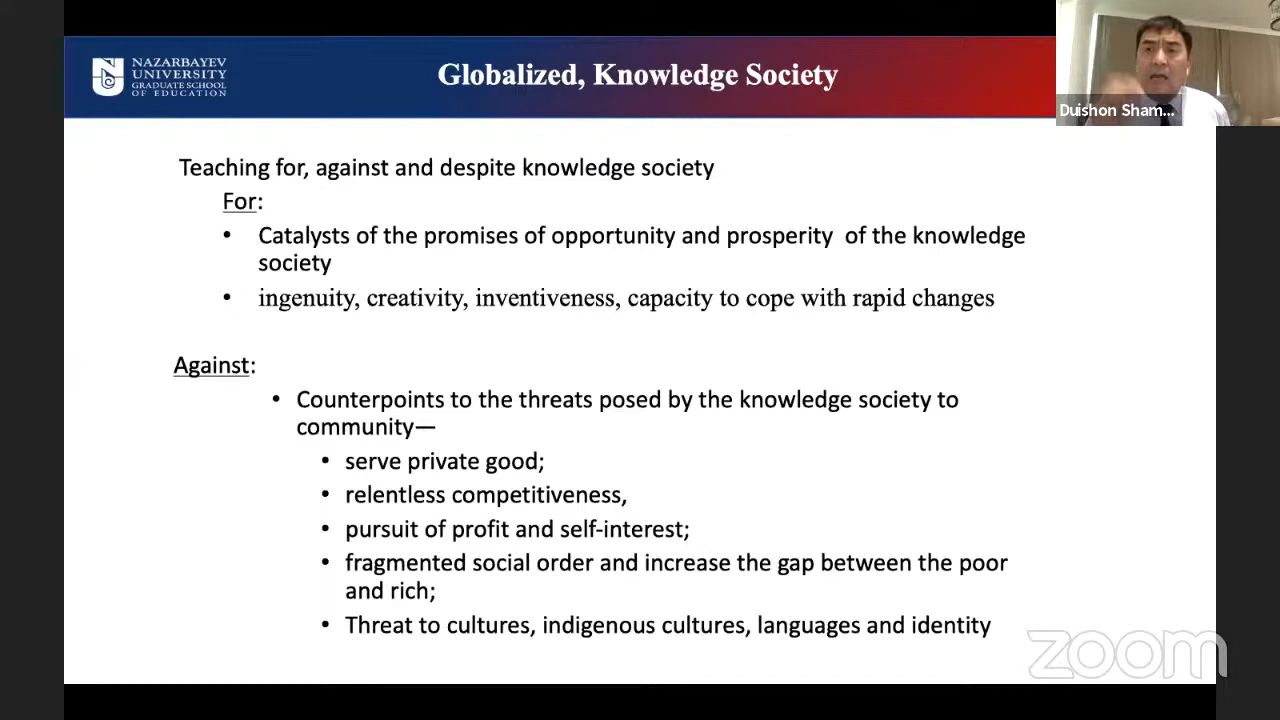 NAZARBAYEV
UNIVERSITY
GRADUATE SCHOOL
OF EDUCATION
Globalized, Knowledge Society
Duishon Sham...
Teaching for, against and despite knowledge society
For:
• Catalysts of the promises of opportunity and prosperity of the knowledge
society
• ingenuity, creativity, inventiveness, capacity to cope with rapid changes
Against:
• Counterpoints to the threats posed by the knowledge society to
community—
• serve private good;
• relentless competitiveness,
• pursuit of profit and self-interest;
• fragmented social order and increase the gap between the poor
and rich;
• Threat to cultures, indigenous cultures, languages and identity
zoom